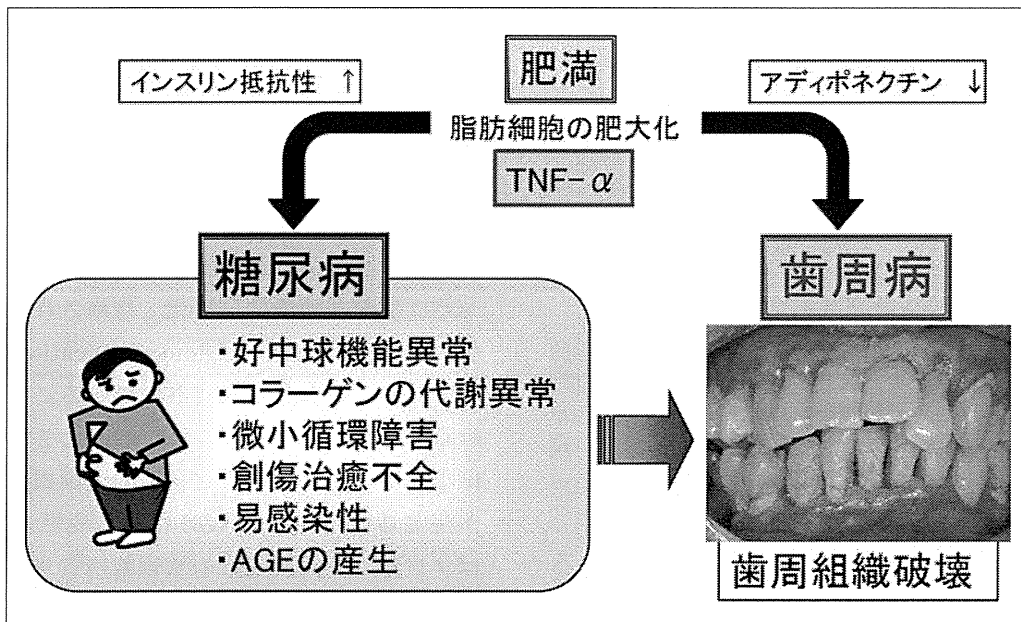 肥満
インスリン抵抗性 ↑
アディポネクチン ↓
脂肪細胞の肥大化
TNF-α
糖尿病
歯周病
・好中球機能異常
・コラーゲンの代謝異常
・微小循環障害
・創傷治癒不全
・易感染性
・AGEの産生
歯周組織破壊